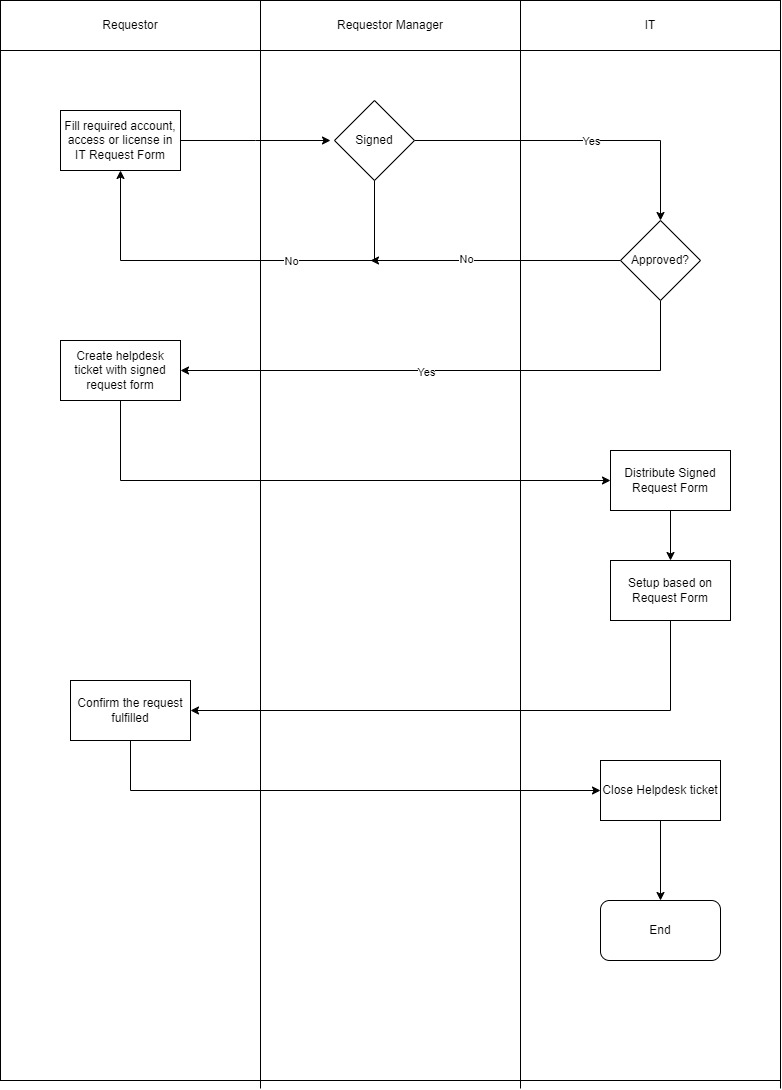 Requestor
Requestor Manager
IT
Fill required account,
access or license in
IT Request Form
Signed
Yes
Approved?
No
No
Create helpdesk
ticket with signed
request form
Yes
Distribute Signed
Request Form
Setup based on
Request Form
Confirm the request
fulfilled
Close Helpdesk ticket
End